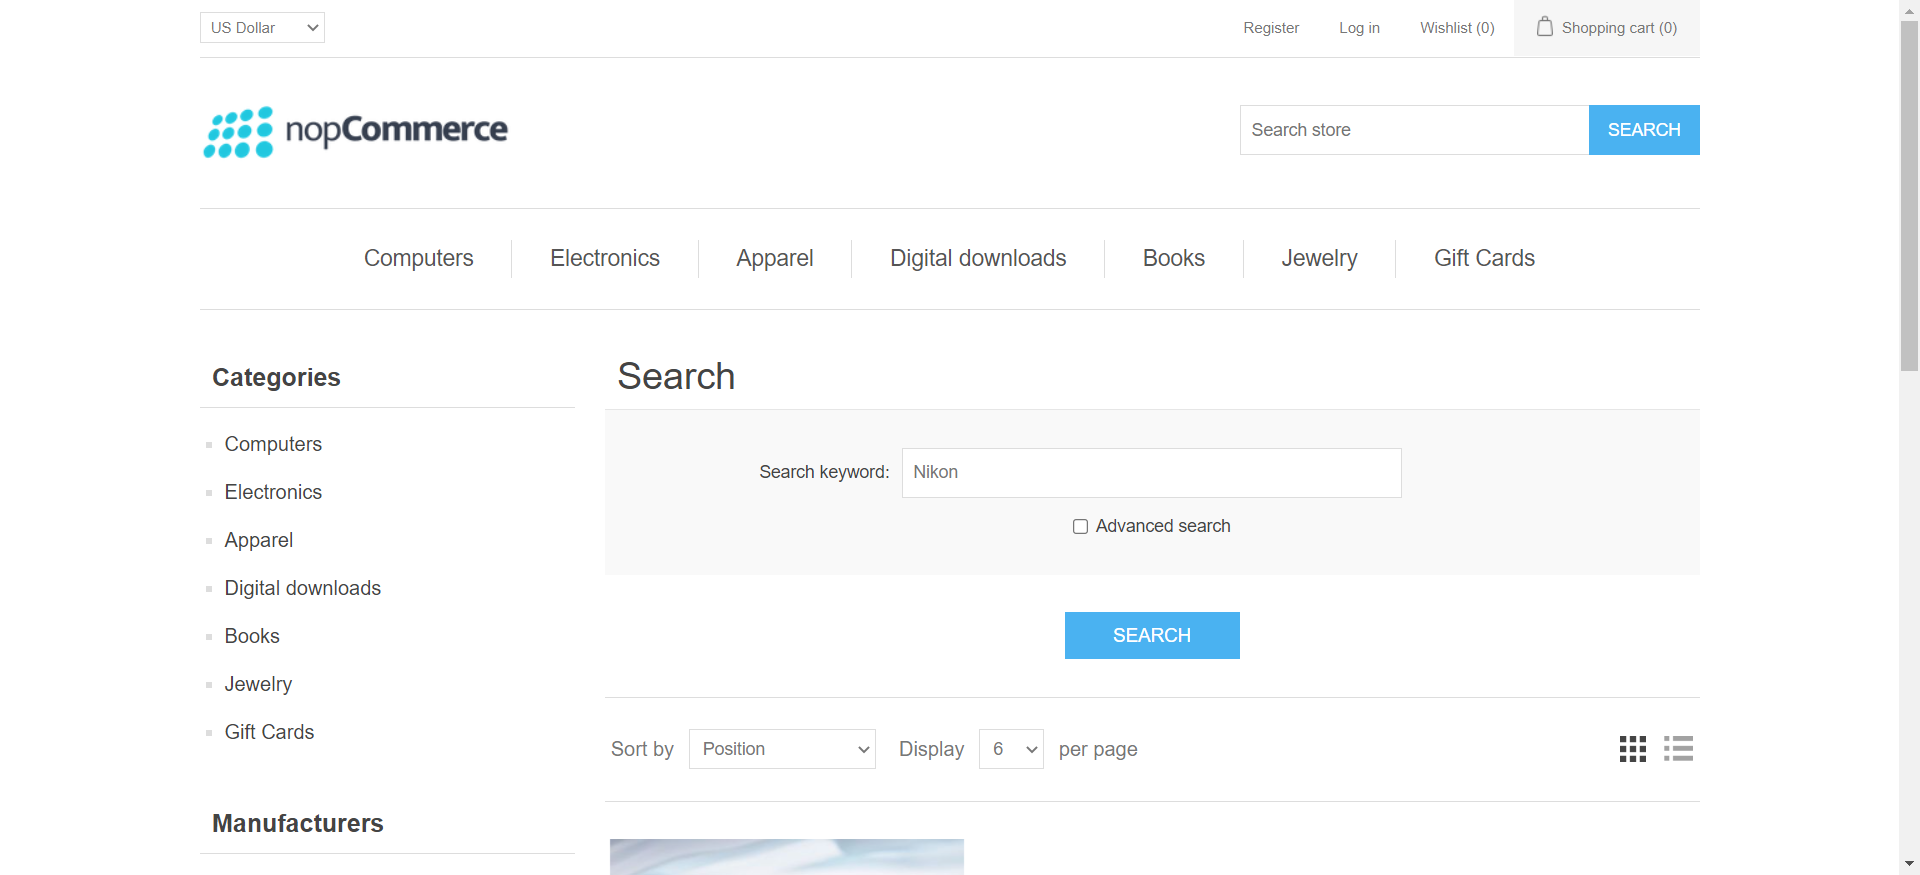 US Dollar
Register
Log in
Wishlist (0)
Shopping cart (0)
nopCommerce
Search store
SEARCH
Computers
Electronics
Apparel
Digital downloads
Books
Jewelry
Gift Cards
Categories
Computers
Electronics
Apparel
Digital downloads
Books
Jewelry
Gift Cards
Manufacturers
Search
Search keyword: Nikon
Advanced search
SEARCH
Sort by Position Display 6 per page